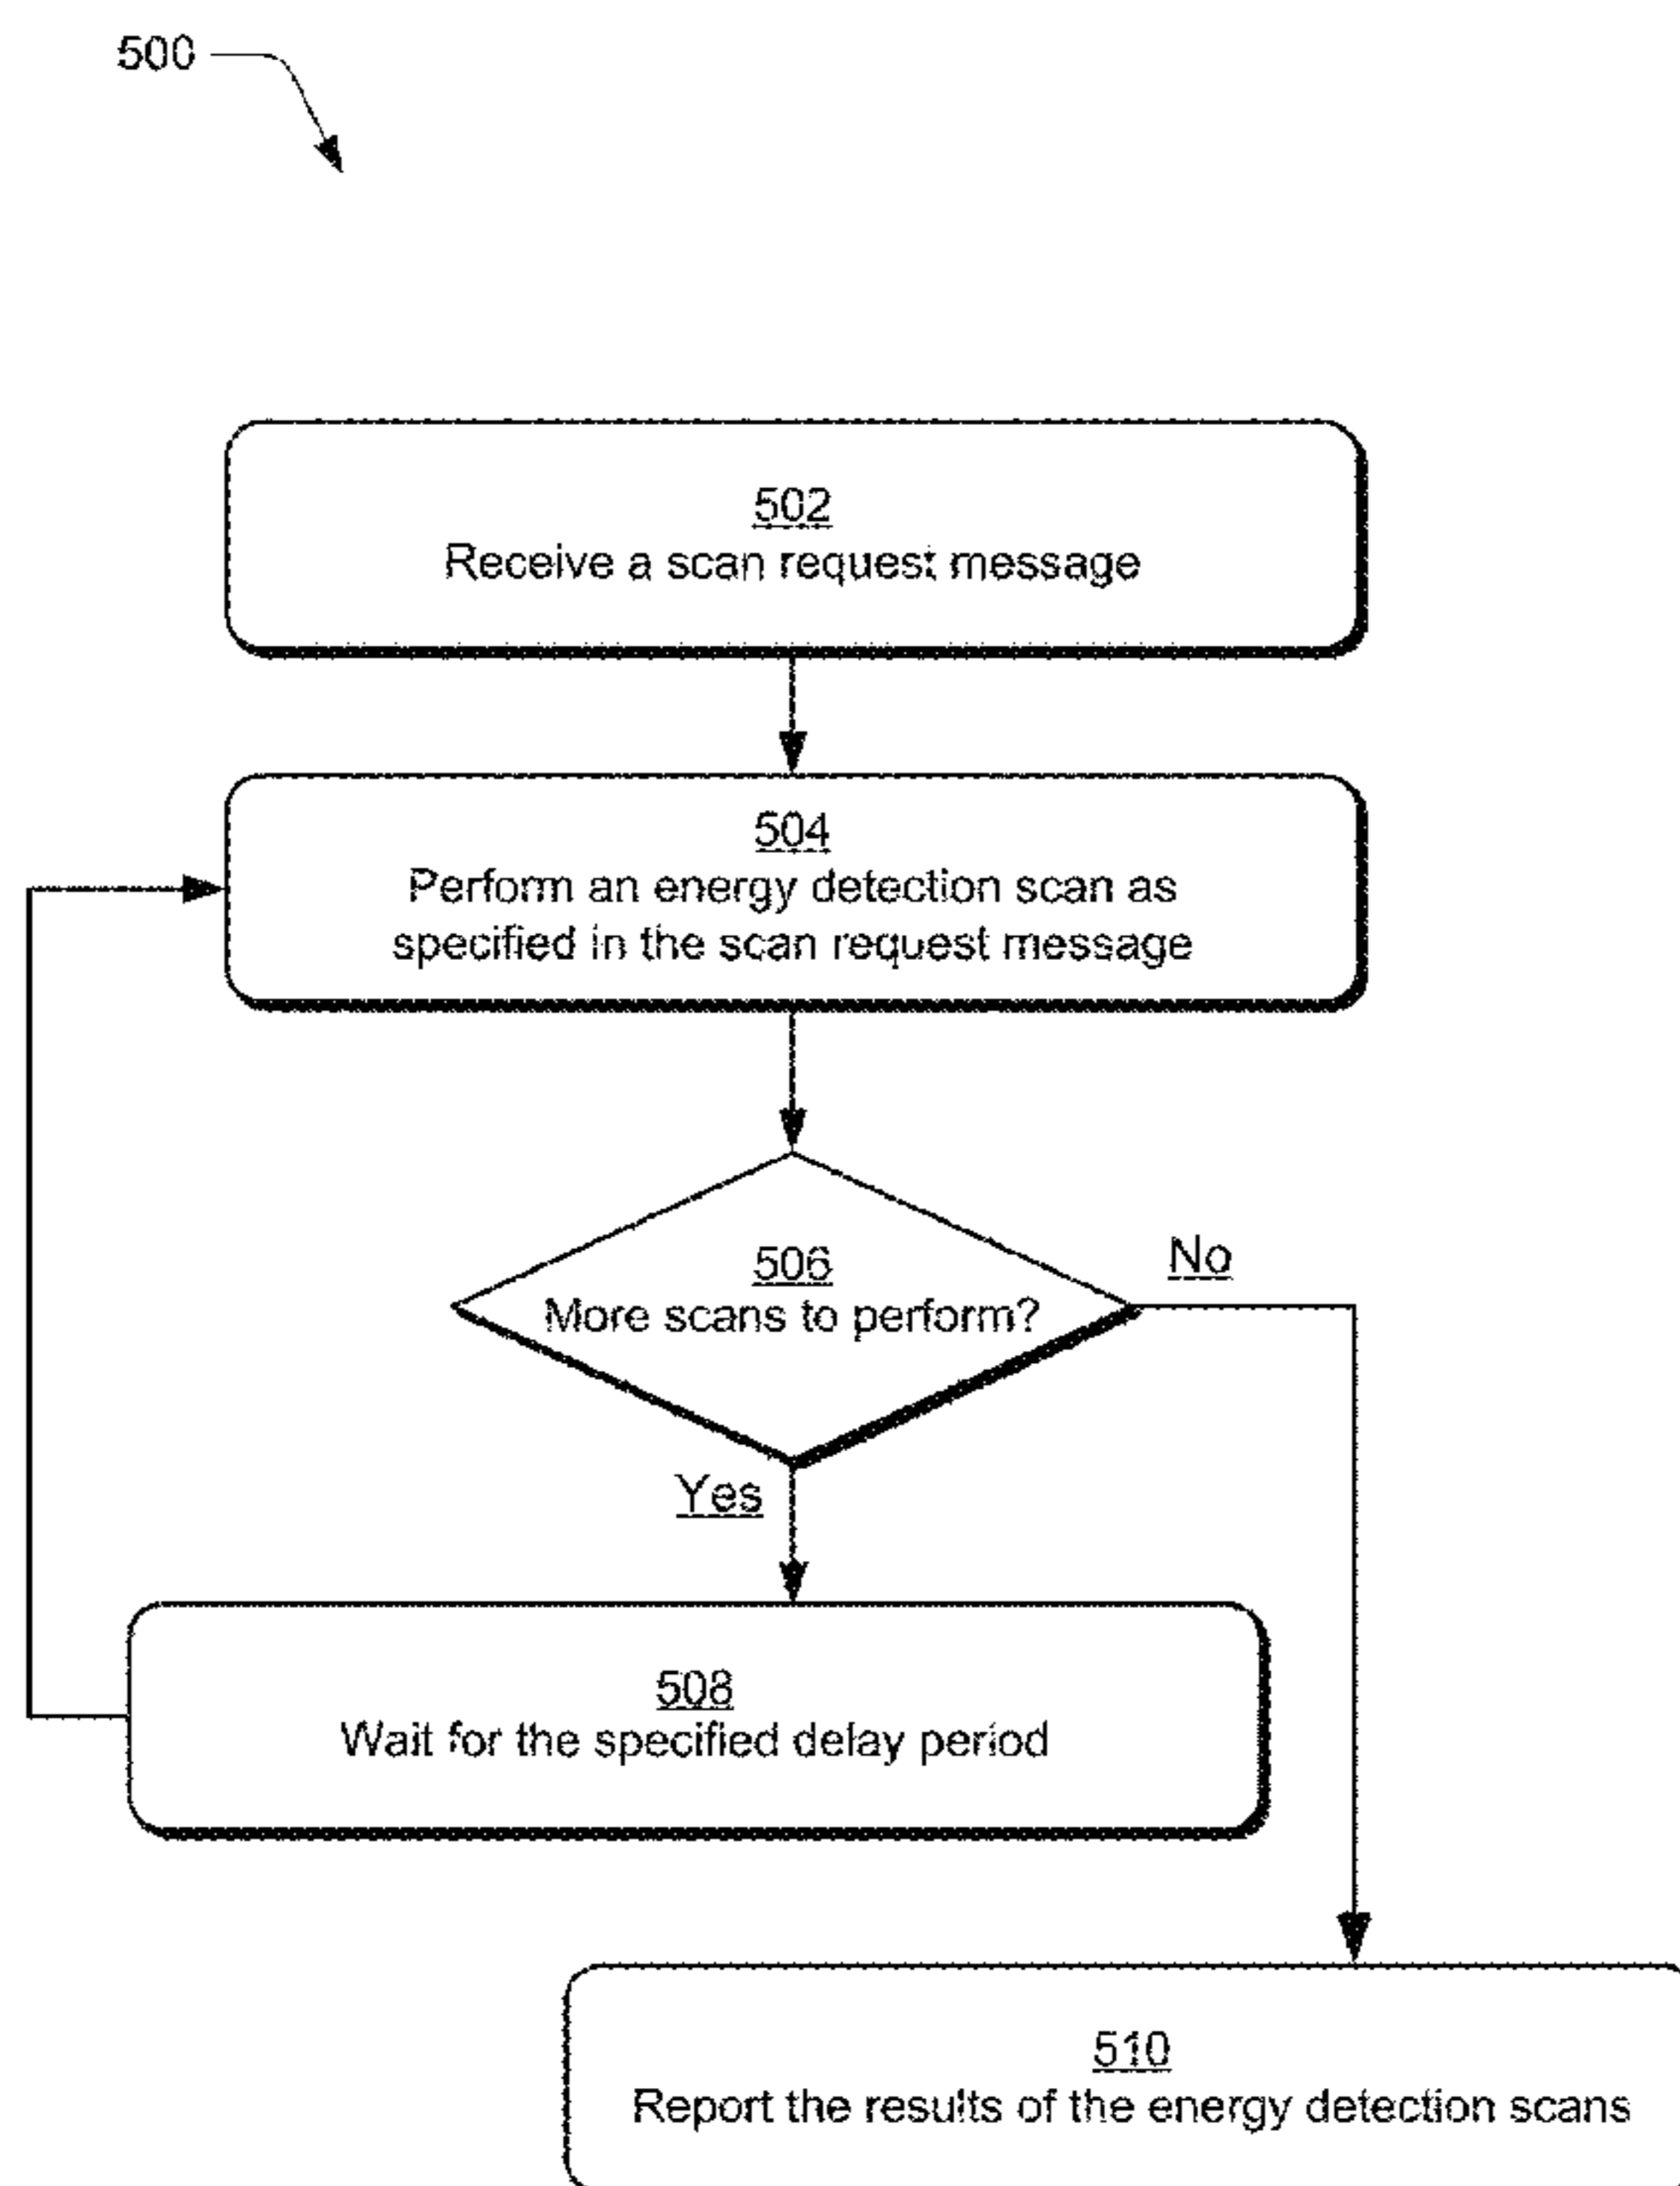 500
502
Receive a scan request message
504
Perform an energy detection scan as
specified in the scan request message
506
More scans to perform?
No
Yes
508
Wait for the specified delay period
510
Report the results of the energy detection scans